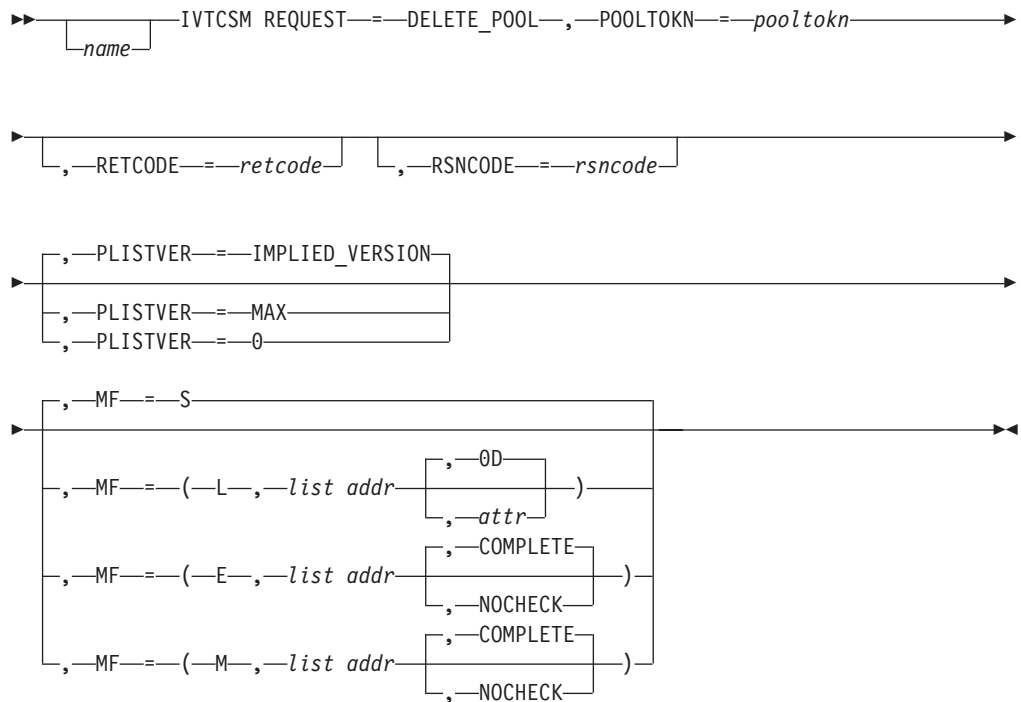 IVTCSM REQUEST = DELETE_POOL , POOLTOKN = pooltokn
name
, RETCODE = retcode , RSNCODE = rsncode
, PLISTVER = IMPLIED_VERSION
, PLISTVER = MAX
, PLISTVER = 0
, MF = S
, 0D
, MF = ( L , list addr )
, attr
, COMPLETE
, MF = ( E , list addr )
, NOCHECK
, COMPLETE
, MF = ( M , list addr )
, NOCHECK